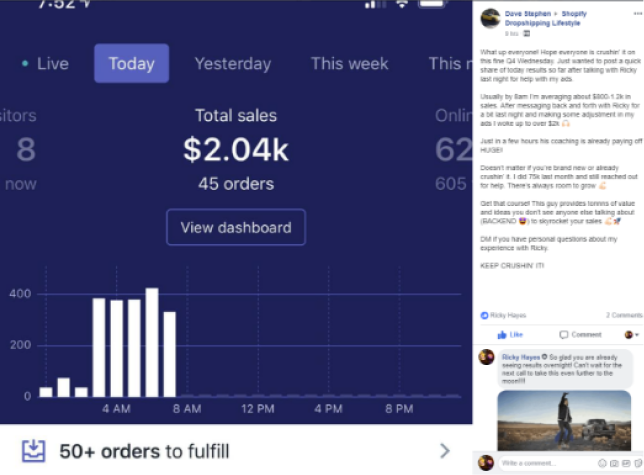 7:52
Live
Today
Yesterday
This week
This
Total sales
$2.04k
45 orders
View dashboard
sitors
8
now
Onlin
62
605
400
200
0
4 AM
8 AM
12 PM
4 PM
8 PM
50+ orders to fulfill
Dave Stephen ▸ Shopify
Dropshipping Lifestyle
8 hrs
What up everyone! Hope everyone is crushin' it on
this fine Q4 Wednesday. Just wanted to post a quick
share of today results so far after talking with Ricky
last night for help with my ads.
Usually by 8am I'm averaging about $800-1.2k in
sales. After messaging back and forth with Ricky for
a bit last night and making some adjustment in my
ads I woke up to over $2k 🙌🏻
Just in a few hours his coaching is already paying off
HUGE!
Doesn't matter if you're brand new or already
crushin' it. I did 75k last month and still reached out
for help. There's always room to grow 💪🏻
Get that course! This guy provides tonnns of value
and ideas you don't see anyone else talking about
(BACKEND 😍) to skyrocket your sales 💪🏻🚀
DM if you have personal questions about my
experience with Ricky.
KEEP CRUSHIN' IT!
Ricky Hayes
2 Comments
Like
Comment
Ricky Hayes So glad you are already
seeing results overnight! Can't wait for the
next call to take this even further to the
moon!!!!
Write a comment...